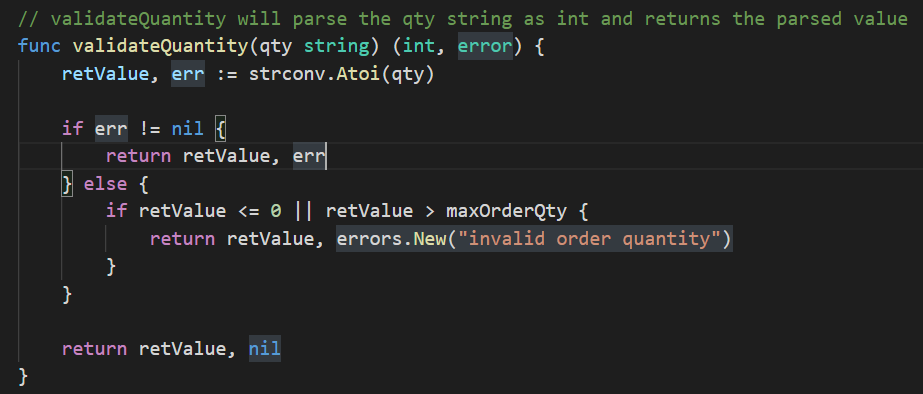 // validateQuantity will parse the qty string as int and returns the parsed value
func validateQuantity(qty string) (int, error) {
    retValue, err := strconv.Atoi(qty)

    if err != nil {
        return retValue, err
    } else {
        if retValue <= 0 || retValue > maxOrderQty {
            return retValue, errors.New("invalid order quantity")
        }
    }

    return retValue, nil
}